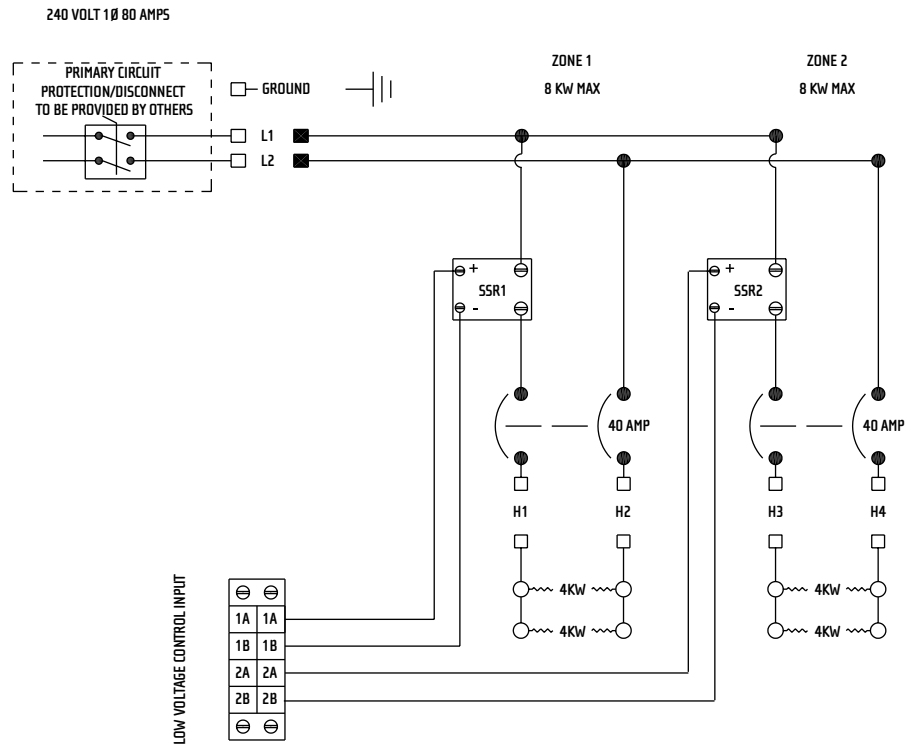 240 VOLT 1Ø 80 AMPS
PRIMARY CIRCUIT
PROTECTION/DISCONNECT
TO BE PROVIDED BY OTHERS
GROUND
L1
L2
ZONE 1
8 KW MAX
ZONE 2
8 KW MAX
+
SSR1
-
+
SSR2
-
40 AMP
40 AMP
H1
H2
H3
H4
4KW
4KW
4KW
4KW
LOW VOLTAGE CONTROL INPUT
1A 1A
1B 1B
2A 2A
2B 2B